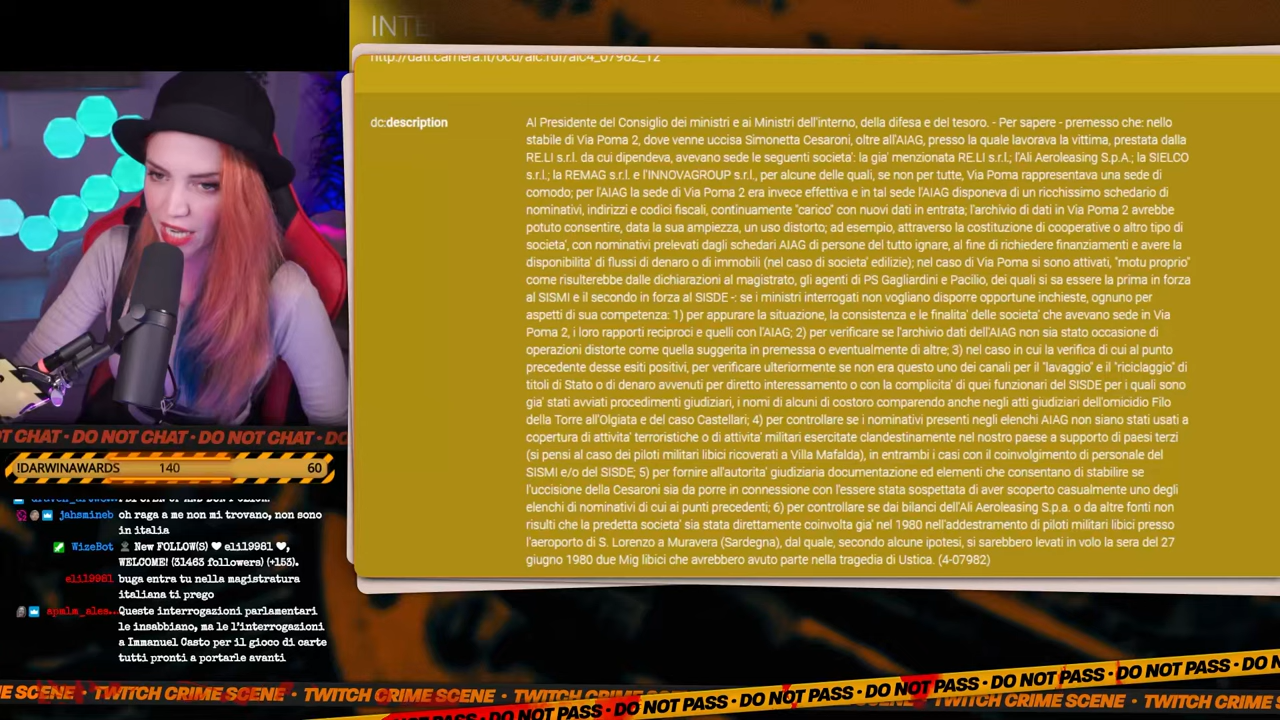 INTE
http://dati.camera.it/ocd/aic.rdf/aic4_07982_12
dc:description
Al Presidente del Consiglio dei ministri e ai Ministri dell'interno, della difesa e del tesoro. - Per sapere - premesso che: nello
stabile di Via Poma 2, dove venne uccisa Simonetta Cesaroni, oltre all'AIAG, presso la quale lavorava la vittima, prestata dalla
RE.LI s.r.l. da cui dipendeva, avevano sede le seguenti societa': la gia' menzionata RE.LI s.r.l.; l'Ali Aeroleasing S.p.A.; la SIELCO
s.r.l.; la REMAG s.r.l. e l'INNOVAGROUP s.r.l., per alcune delle quali, se non per tutte, Via Poma rappresentava una sede di
comodo; per l'AIAG la sede di Via Poma 2 era invece effettiva e in tal sede l'AIAG disponeva di un ricchissimo schedario di
nominativi, indirizzi e codici fiscali, continuamente "carico" con nuovi dati in entrata; l'archivio di dati in Via Poma 2 avrebbe
potuto consentire, data la sua ampiezza, un uso distorto; ad esempio, attraverso la costituzione di cooperative o altro tipo di
societa', con nominativi prelevati dagli schedari AIAG di persone del tutto ignare, al fine di richiedere finanziamenti e avere la
disponibilita' di flussi di denaro o di immobili (nel caso di societa' edilizie); nel caso di Via Poma si sono attivati, "motu proprio"
come risulterebbe dalle dichiarazioni al magistrato, gli agenti di PS Gagliardini e Pacilio, dei quali si sa essere la prima in forza
al SISMI e il secondo in forza al SISDE -: se i ministri interrogati non vogliano disporre opportune inchieste, ognuno per
aspetti di sua competenza: 1) per appurare la situazione, la consistenza e le finalita' delle societa' che avevano sede in Via
Poma 2, i loro rapporti reciproci e quelli con l'AIAG; 2) per verificare se l'archivio dati dell'AIAG non sia stato occasione di
operazioni distorte come quella suggerita in premessa o eventualmente di altre; 3) nel caso in cui la verifica di cui al punto
precedente desse esiti positivi, per verificare ulteriormente se non era questo uno dei canali per il "lavaggio" e il "riciclaggio" di
titoli di Stato o di denaro avvenuti per diretto interessamento o con la complicita' di quei funzionari del SISDE per i quali sono
gia' stati avviati procedimenti giudiziari, i nomi di alcuni di costoro comparendo anche negli atti giudiziari dell'omicidio Filo
della Torre all'Olgiata e del caso Castellari; 4) per controllare se i nominativi presenti negli elenchi AIAG non siano stati usati a
copertura di attivita' terroristiche o di attivita' militari esercitate clandestinamente nel nostro paese a supporto di paesi terzi
(si pensi al caso dei piloti militari libici ricoverati a Villa Mafalda), in entrambi i casi con il coinvolgimento di personale del
SISMI e/o del SISDE; 5) per fornire all'autorita' giudiziaria documentazione ed elementi che consentano di stabilire se
l'uccisione della Cesaroni sia da porre in connessione con l'essere stata sospettata di aver scoperto casualmente uno degli
elenchi di nominativi di cui ai punti precedenti; 6) per controllare se dai bilanci dell'Ali Aeroleasing S.p.a. o da altre fonti non
risulti che la predetta societa' sia stata direttamente coinvolta gia' nel 1980 nell'addestramento di piloti militari libici presso
l'aeroporto di S. Lorenzo a Muravera (Sardegna), dal quale, secondo alcune ipotesi, si sarebbero levati in volo la sera del 27
giugno 1980 due Mig libici che avrebbero avuto parte nella tragedia di Ustica. (4-07982)
OT CHAT · DO NOT CHAT · DO NOT CHAT · DO NOT CHAT · DO
!DARWINAWARDS 140 60
jahsmineb oh raga a me non mi trovano, non sono
in italia
WizeBot New FOLLOW(S) ♥ elil998l ♥,
WELCOME! (31463 followers) (+153).
elil998l buga entra tu nella magistratura
italiana ti prego
Queste interrogazioni parlamentari
le insabbiano, ma le l'interrogazioni
a Immanuel Casto per il gioco di carte
tutti pronti a portarle avanti
E SCENE · TWITCH CRIME SCENE · TWITCH CRIME SCENE · TWITCH CRIME SCENE
DO NOT PASS · DO NOT PASS · DO NOT PASS · DO NOT PASS · DO NOT PASS · DO N